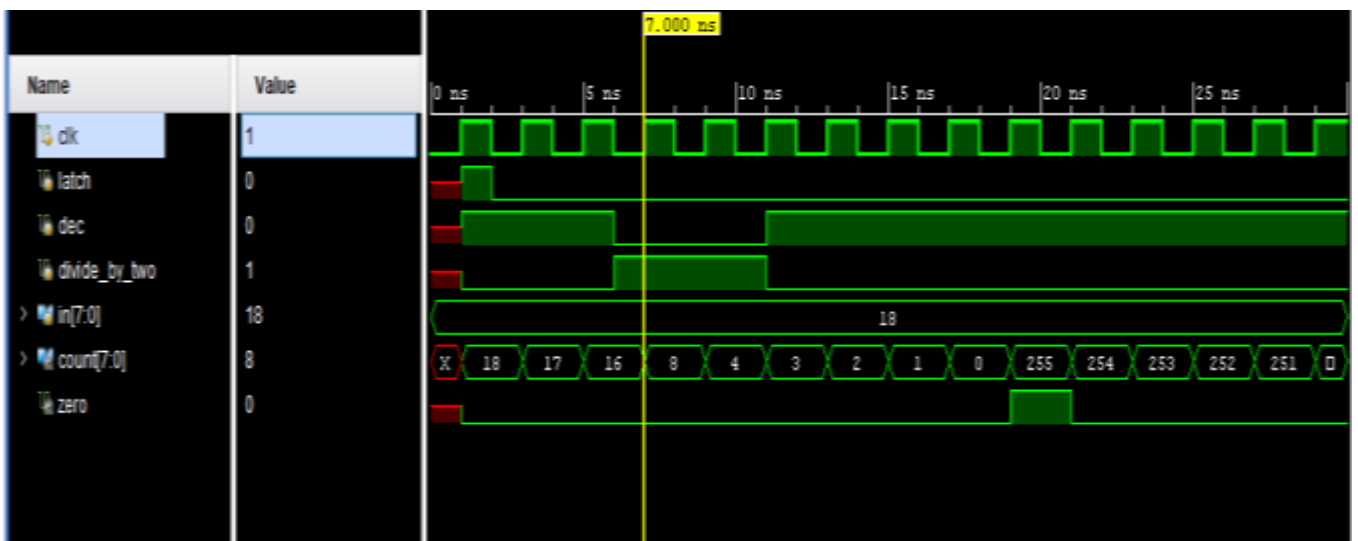 7.000 ns
Name Value
0 ns 5 ns 10 ns 15 ns 20 ns 25 ns
clk 1
latch 0
dec 0
divide_by_two 1
in[7:0] 18 18
count[7:0] 8 X 18 17 16 8 4 3 2 1 0 255 254 253 252 251
zero 0